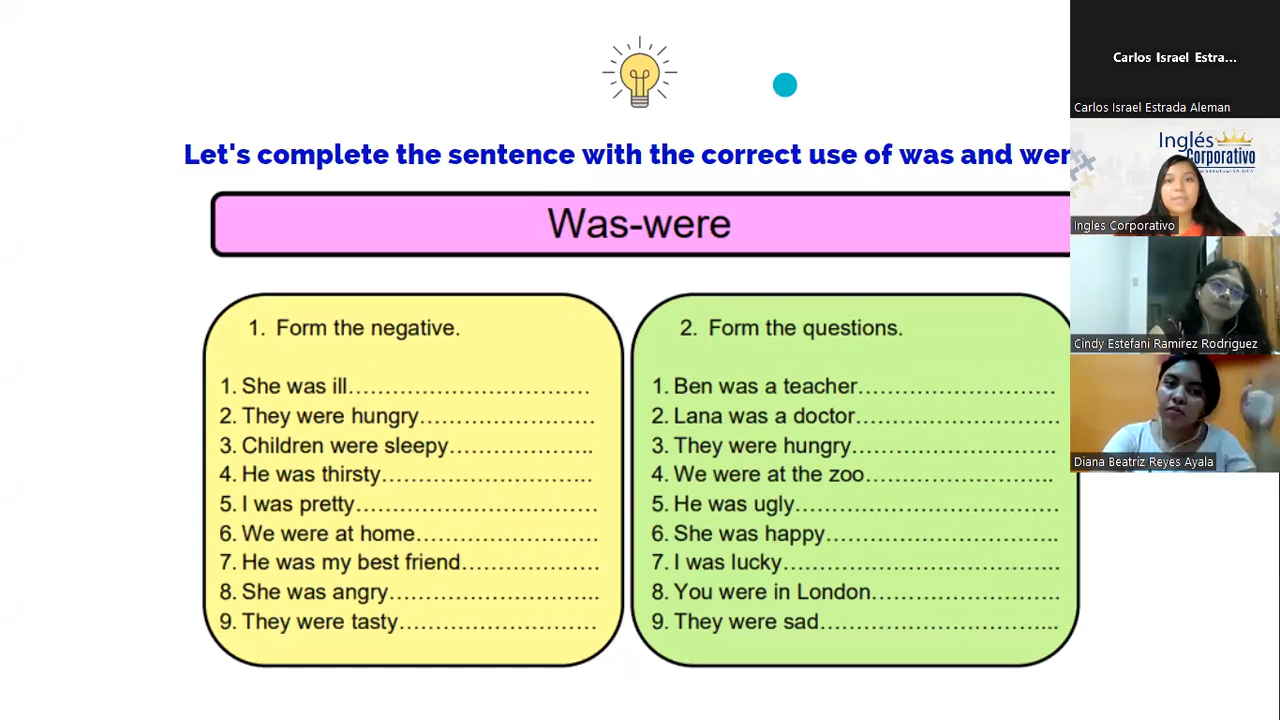 Let's complete the sentence with the correct use of was and wer
Was-were
1. Form the negative.
1. She was ill……………………………
2. They were hungry……………………
3. Children were sleepy………………..
4. He was thirsty……………………….
5. I was pretty…………………………
6. We were at home……………………
7. He was my best friend………………
8. She was angry………………………..
9. They were tasty………………………
2. Form the questions.
1. Ben was a teacher……………………
2. Lana was a doctor……………………
3. They were hungry……………………
4. We were at the zoo…………………..
5. He was ugly……………………………
6. She was happy………………………..
7. I was lucky……………………………
8. You were in London…………………
9. They were sad………………………...
Carlos Israel Estra...
Carlos Israel Estrada Aleman
Inglés
Corporativo
Ingles Corporativo
Cindy Estefani Ramirez Rodriguez
Diana Beatriz Reyes Ayala